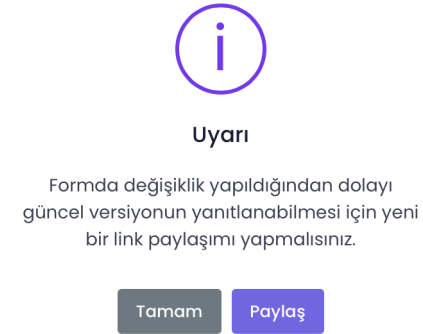 Uyarı
Formda değişiklik yapıldığından dolayı
güncel versiyonun yanıtlanabilmesi için yeni
bir link paylaşımı yapmalısınız.
Tamam
Paylaş